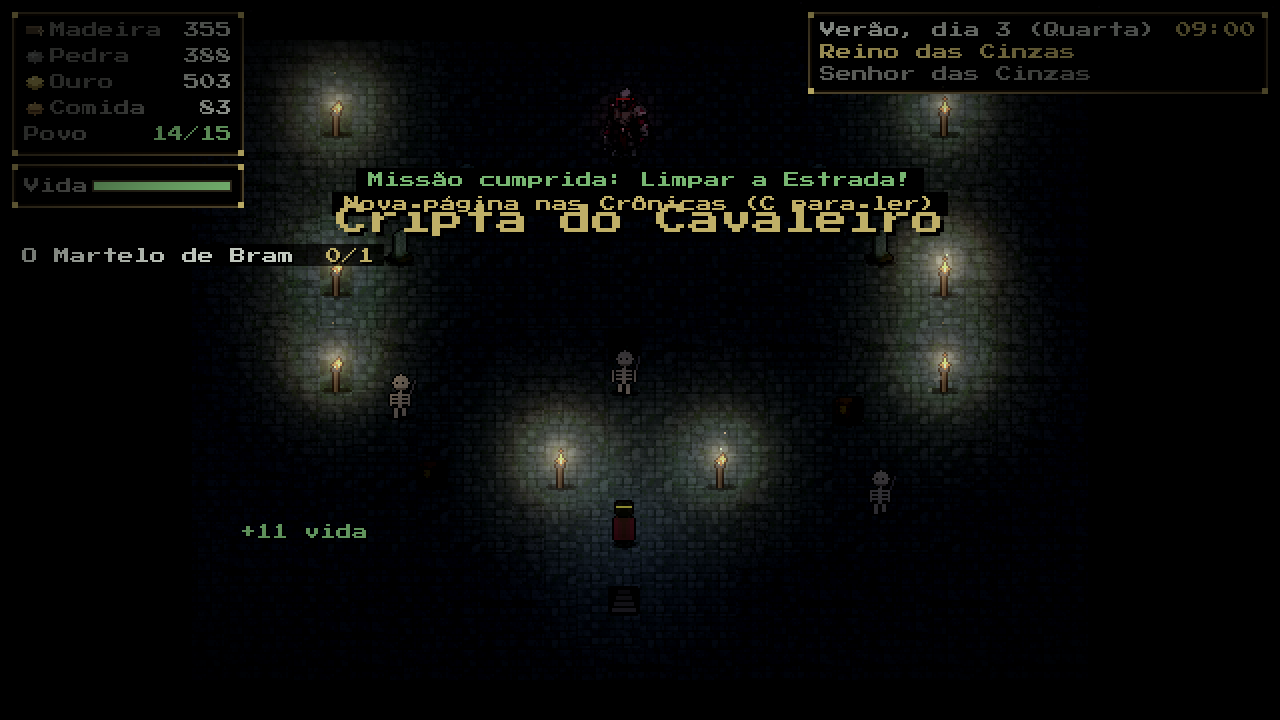 Madeira 355
Pedra 388
Ouro 503
Comida 83
Povo 14/15
Vida
Verão, dia 3 (Quarta) 09:00
Reino das Cinzas
Senhor das Cinzas
Missão cumprida: Limpar a Estrada!
Nova página nas Crônicas (C para ler)
Cripta do Cavaleiro
O Martelo de Bram 0/1
+11 vida